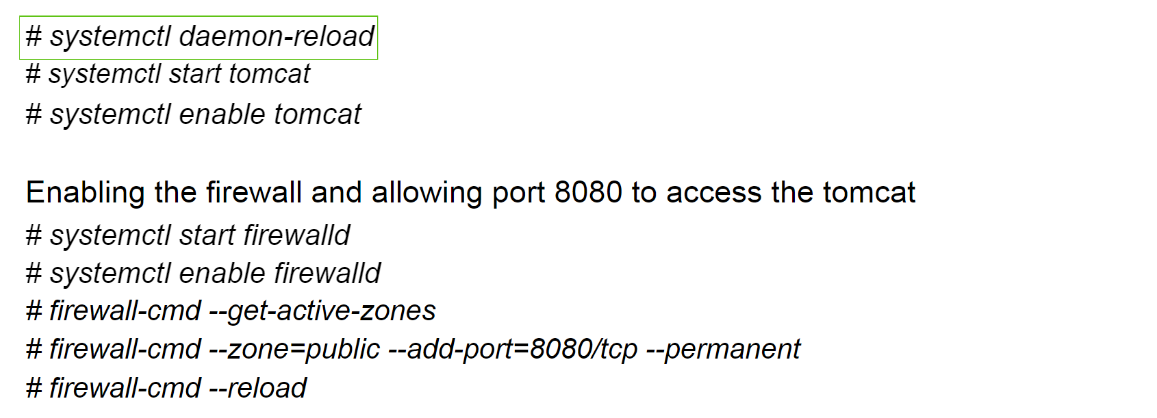 # systemctl daemon-reload
# systemctl start tomcat
# systemctl enable tomcat
Enabling the firewall and allowing port 8080 to access the tomcat
# systemctl start firewalld
# systemctl enable firewalld
# firewall-cmd --get-active-zones
# firewall-cmd --zone=public --add-port=8080/tcp --permanent
# firewall-cmd --reload